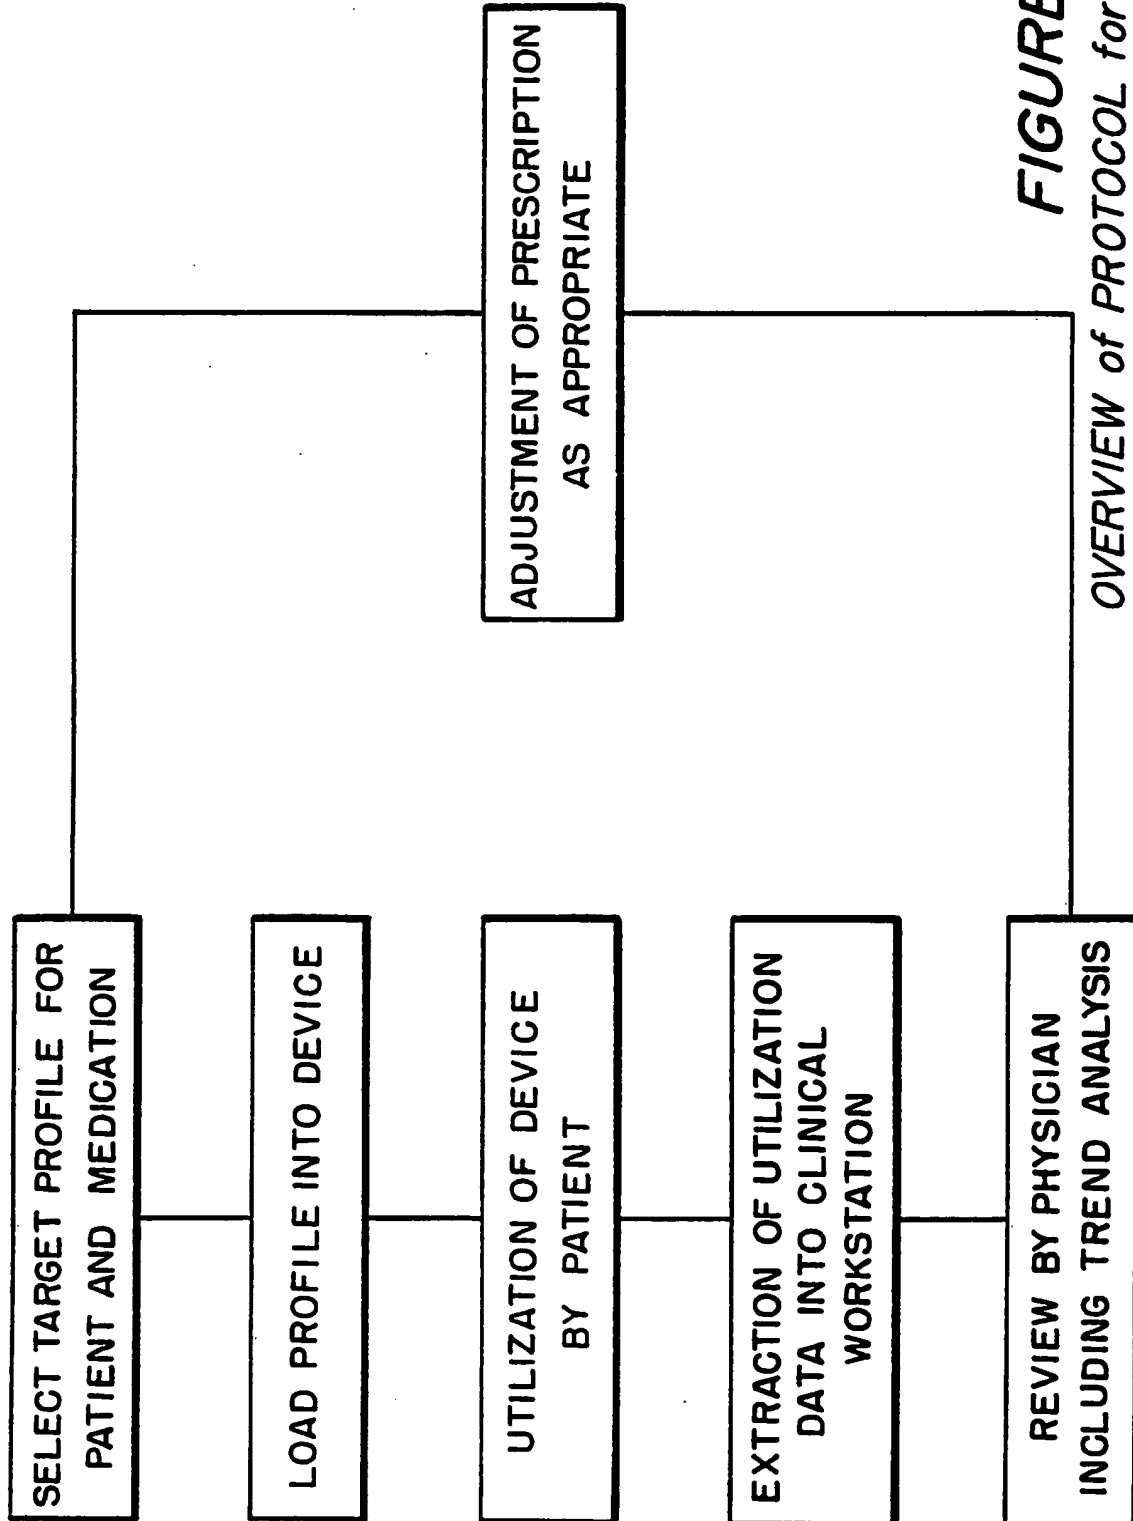 SELECT TARGET PROFILE FOR
PATIENT AND MEDICATION
LOAD PROFILE INTO DEVICE
UTILIZATION OF DEVICE
BY PATIENT
EXTRACTION OF UTILIZATION
DATA INTO CLINICAL
WORKSTATION
REVIEW BY PHYSICIAN
INCLUDING TREND ANALYSIS
ADJUSTMENT OF PRESCRIPTION
AS APPROPRIATE
FIGURE
OVERVIEW of PROTOCOL for